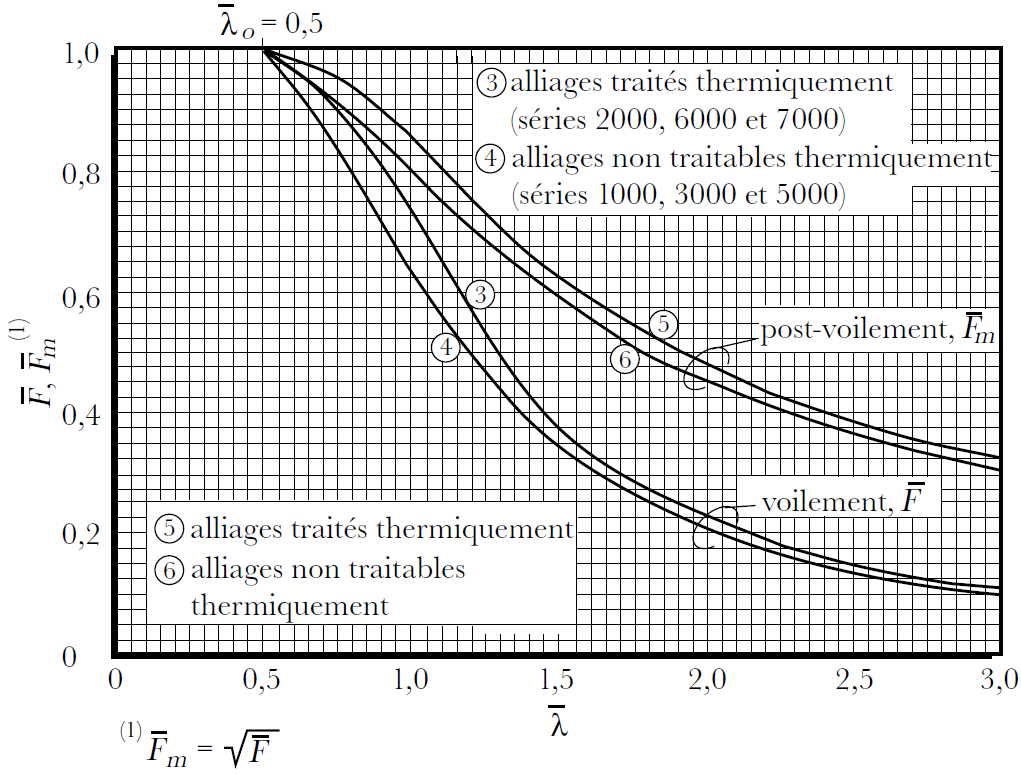 λ̅ₒ = 0,5
1,0
0,8
0,6
0,4
0,2
0
F̅, F̅ₘ ⁽¹⁾
③ alliages traités thermiquement
(séries 2000, 6000 et 7000)
④ alliages non traitables thermiquement
(séries 1000, 3000 et 5000)
③
④
⑤
⑥
post-voilement, F̅ₘ
voilement, F̅
⑤ alliages traités thermiquement
⑥ alliages non traitables
thermiquement
0 0,5 1,0 1,5 2,0 2,5 3,0
λ̅
⁽¹⁾ F̅ₘ = √F̅